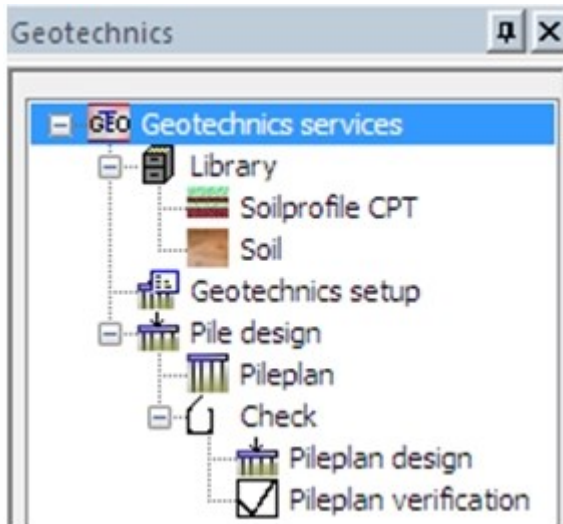 Geotechnics
GEO Geotechnics services
Library
Soilprofile CPT
Soil
Geotechnics setup
Pile design
Pileplan
Check
Pileplan design
Pileplan verification